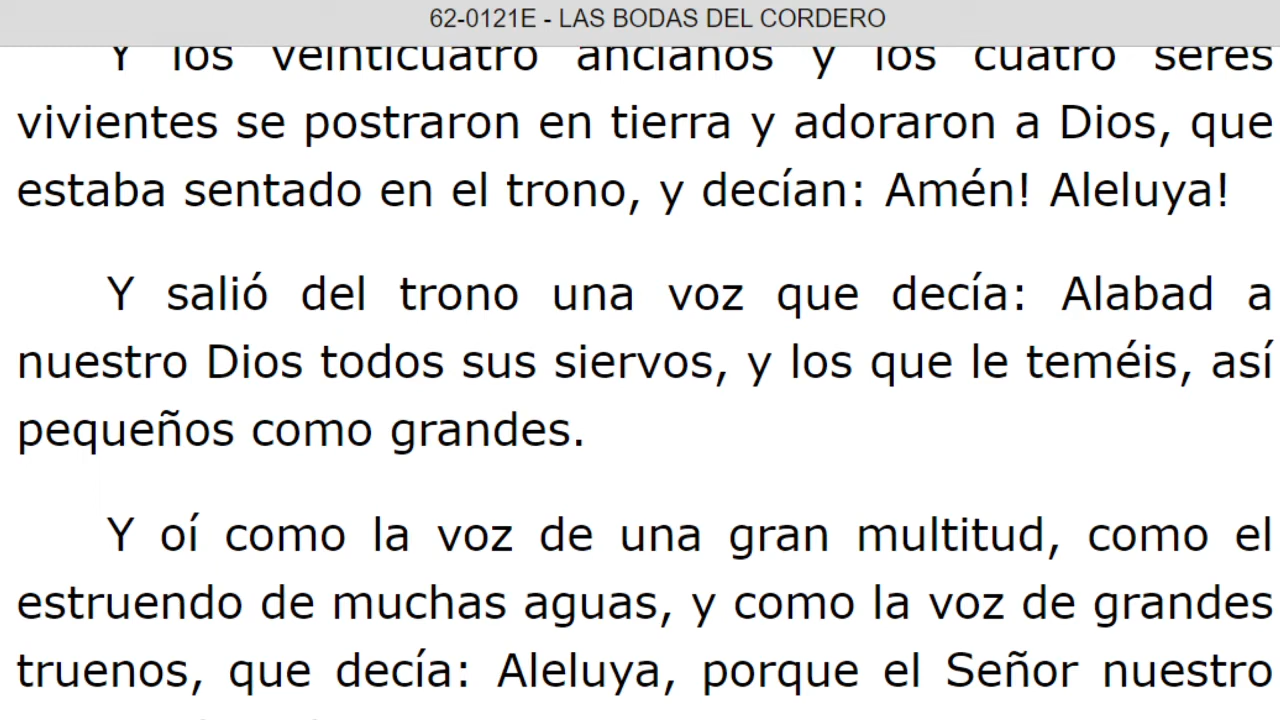 62-0121E - LAS BODAS DEL CORDERO
Y los veinticuatro ancianos y los cuatro seres
vivientes se postraron en tierra y adoraron a Dios, que
estaba sentado en el trono, y decían: Amén! Aleluya!
Y salió del trono una voz que decía: Alabad a
nuestro Dios todos sus siervos, y los que le teméis, así
pequeños como grandes.
Y oí como la voz de una gran multitud, como el
estruendo de muchas aguas, y como la voz de grandes
truenos, que decía: Aleluya, porque el Señor nuestro